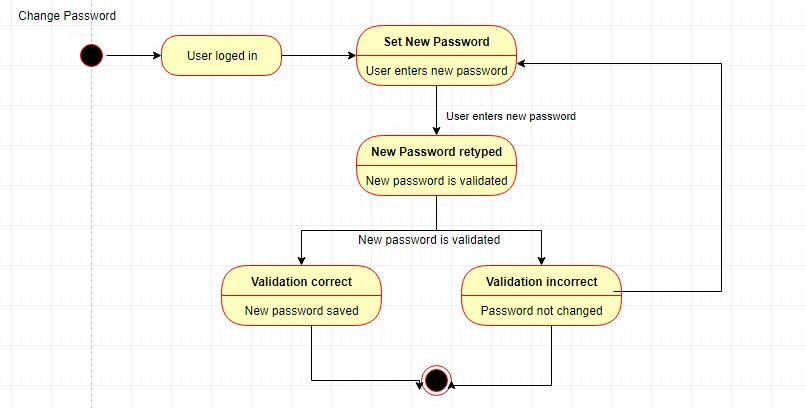 Change Password
User loged in
Set New Password
User enters new password
User enters new password
New Password retyped
New password is validated
New password is validated
Validation correct
New password saved
Validation incorrect
Password not changed